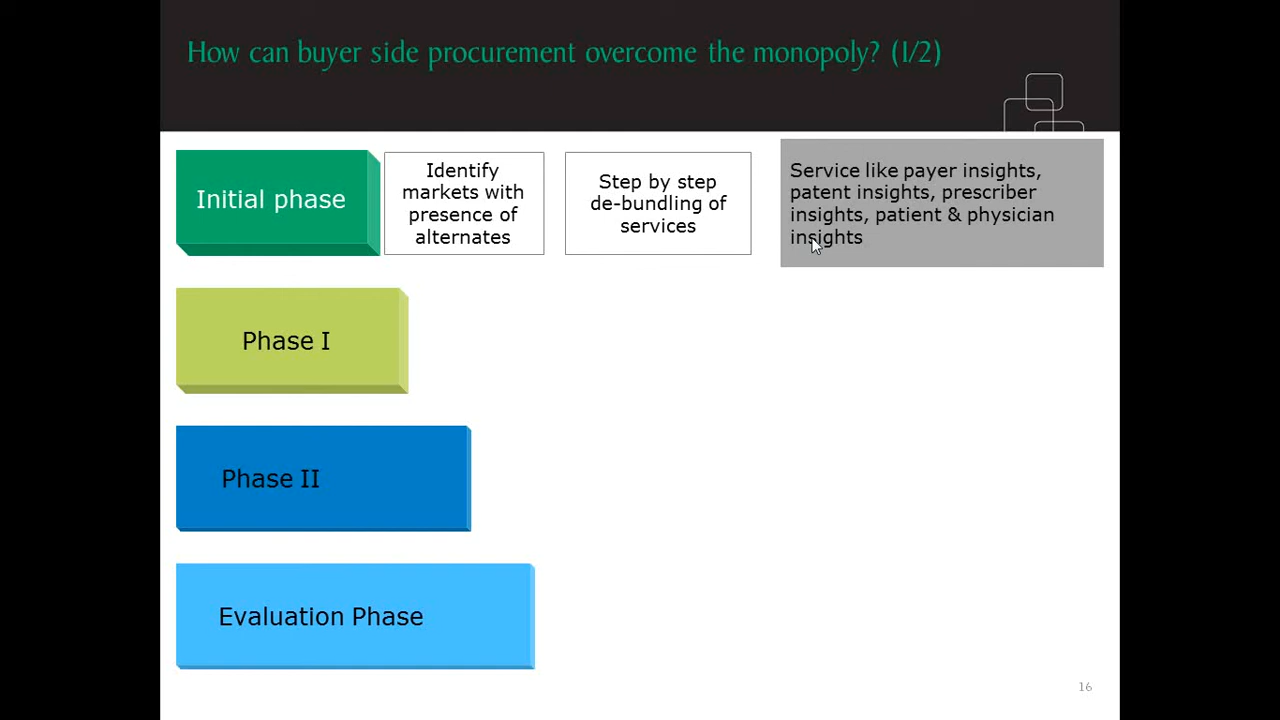 How can buyer side procurement overcome the monopoly? (1/2)
Initial phase
Identify
markets with
presence of
alternates
Step by step
de-bundling of
services
Service like payer insights,
patent insights, prescriber
insights, patient & physician
insights
Phase I
Phase II
Evaluation Phase
16